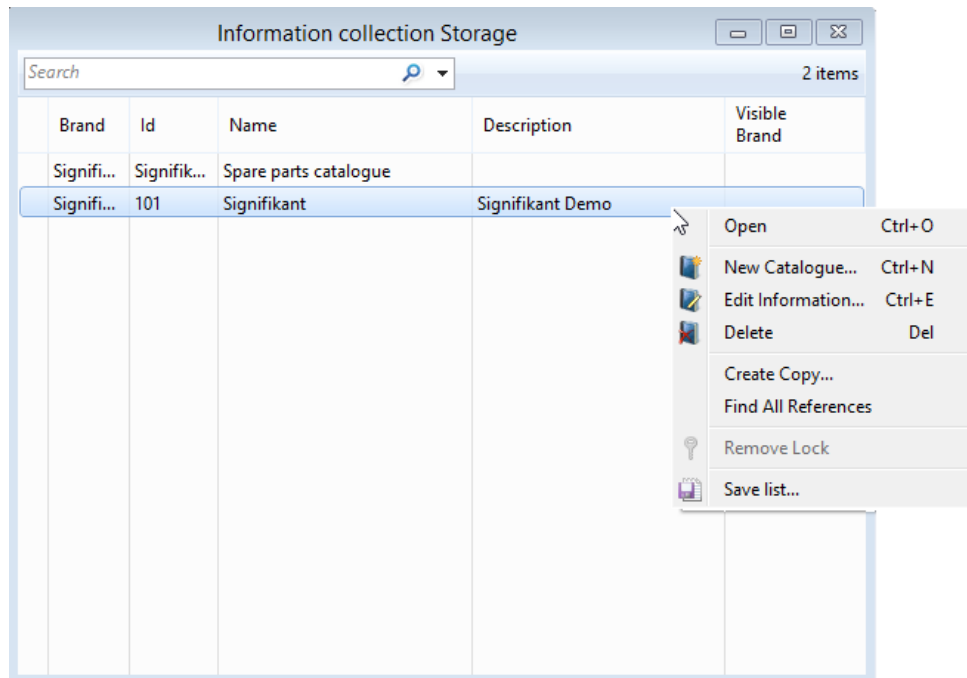 Information collection Storage
Search
2 items
Brand Id Name Description Visible Brand
Signifi... Signifik... Spare parts catalogue
Signifi... 101 Signifikant Signifikant Demo
Open Ctrl+O
New Catalogue... Ctrl+N
Edit Information... Ctrl+E
Delete Del
Create Copy...
Find All References
Remove Lock
Save list...